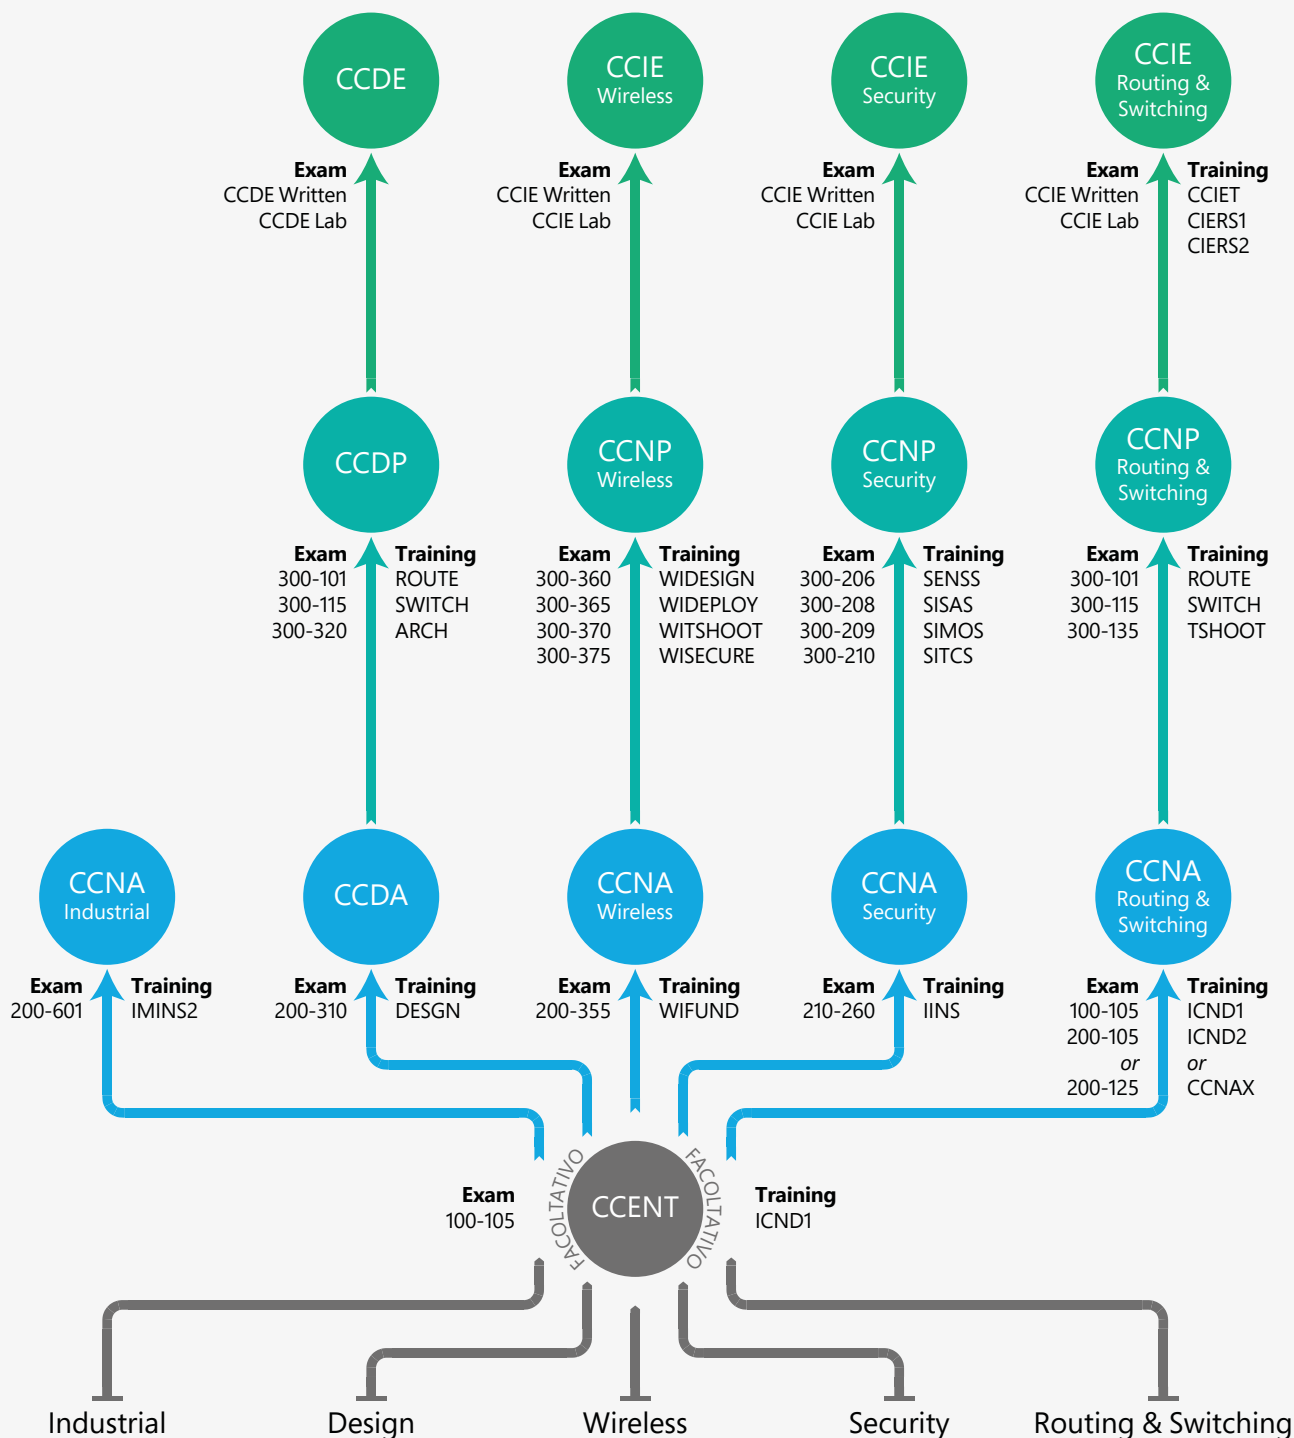 CCDE
CCIE
Wireless
CCIE
Security
CCIE
Routing &
Switching
Exam
CCDE Written
CCDE Lab
Exam
CCIE Written
CCIE Lab
Exam
CCIE Written
CCIE Lab
Exam
CCIE Written
CCIE Lab
Training
CCIET
CIERS1
CIERS2
CCDP
CCNP
Wireless
CCNP
Security
CCNP
Routing &
Switching
Exam
300-101
300-115
300-320
Training
ROUTE
SWITCH
ARCH
Exam
300-360
300-365
300-370
300-375
Training
WIDESIGN
WIDEPLOY
WITSHOOT
WISECURE
Exam
300-206
300-208
300-209
300-210
Training
SENSS
SISAS
SIMOS
SITCS
Exam
300-101
300-115
300-135
Training
ROUTE
SWITCH
TSHOOT
CCNA
Industrial
CCDA
CCNA
Wireless
CCNA
Security
CCNA
Routing &
Switching
Exam
200-601
Training
IMINS2
Exam
200-310
Training
DESGN
Exam
200-355
Training
WIFUND
Exam
210-260
Training
IINS
Exam
100-105
200-105
or
200-125
Training
ICND1
ICND2
or
CCNAX
Exam
100-105
FACOLTATIVO
CCENT
FACOLTATIVO
Training
ICND1
Industrial
Design
Wireless
Security
Routing & Switching